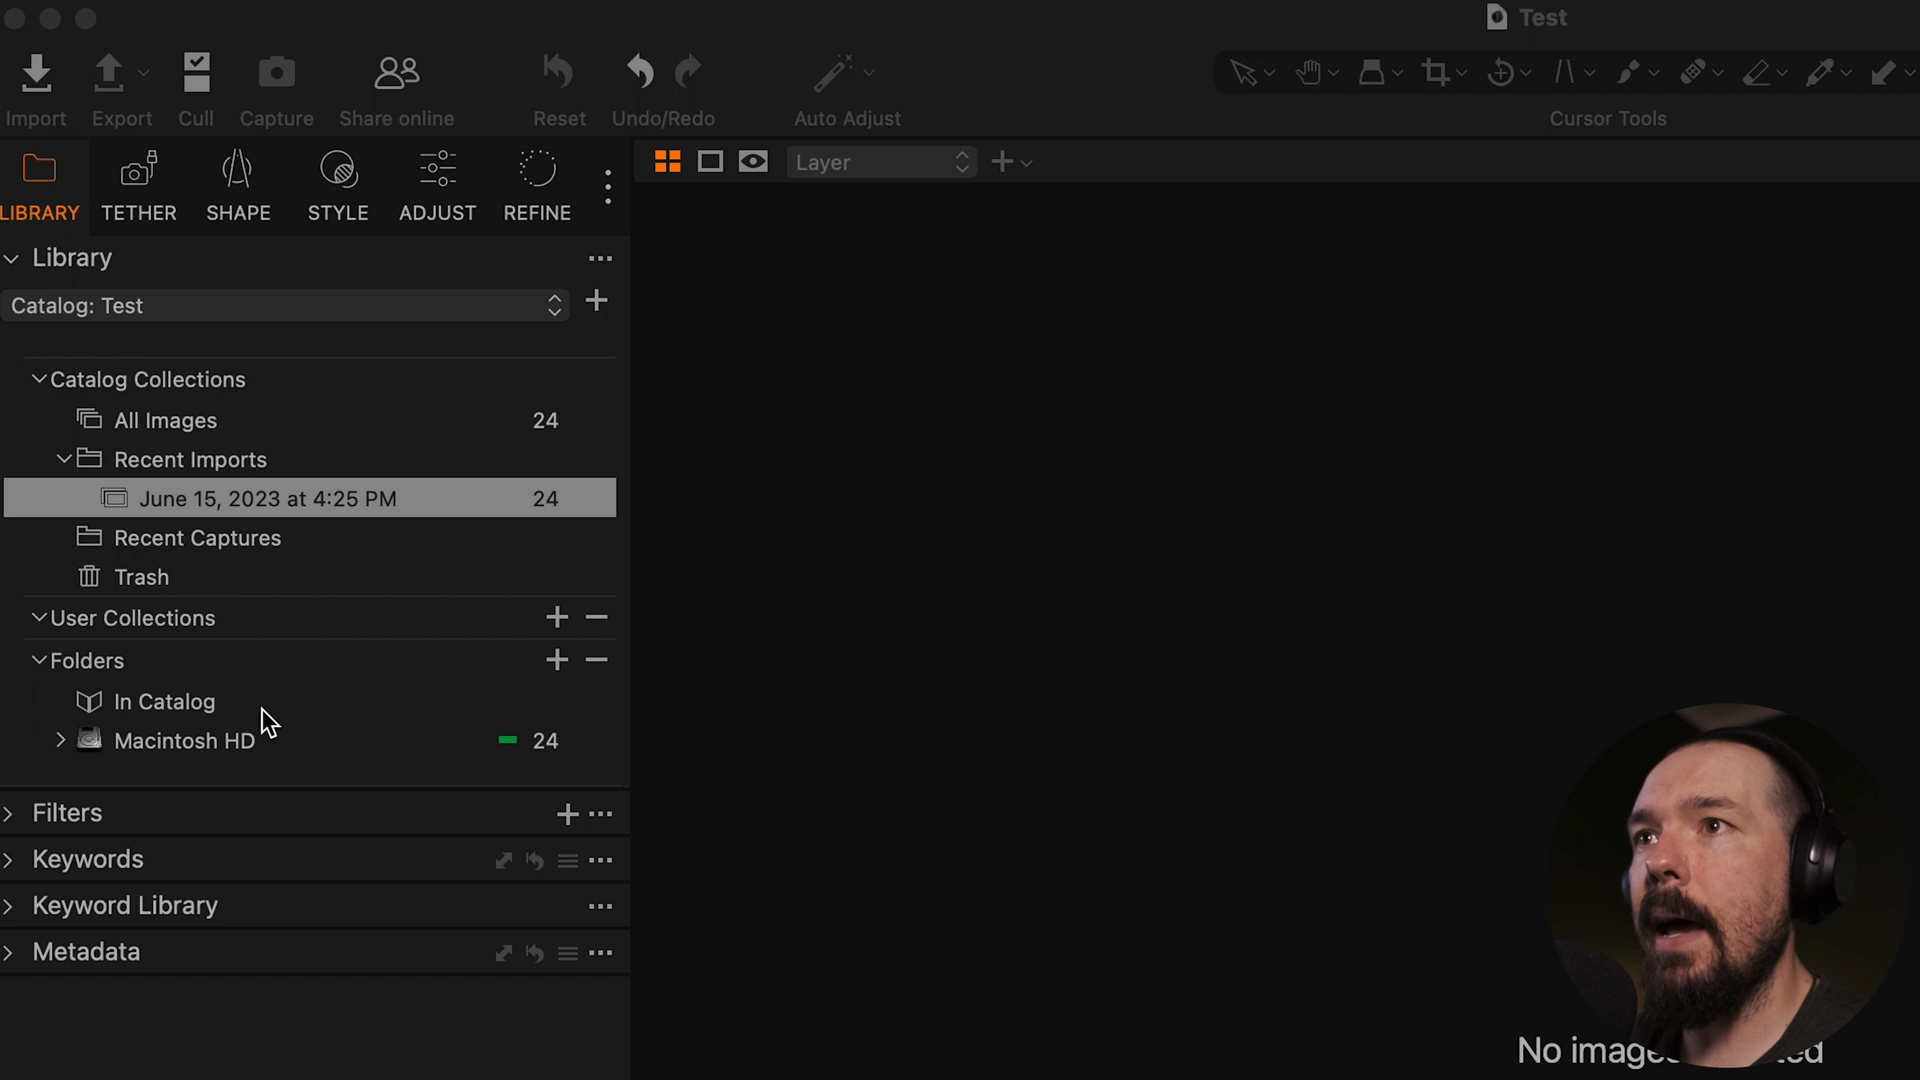 Test
Import
Export
Cull
Capture
Share online
Reset
Undo/Redo
Auto Adjust
Cursor Tools
LIBRARY
TETHER
SHAPE
STYLE
ADJUST
REFINE
Layer
Library
Catalog: Test
Catalog Collections
All Images 24
Recent Imports
June 15, 2023 at 4:25 PM 24
Recent Captures
Trash
User Collections
Folders
In Catalog
Macintosh HD 24
Filters
Keywords
Keyword Library
Metadata
No